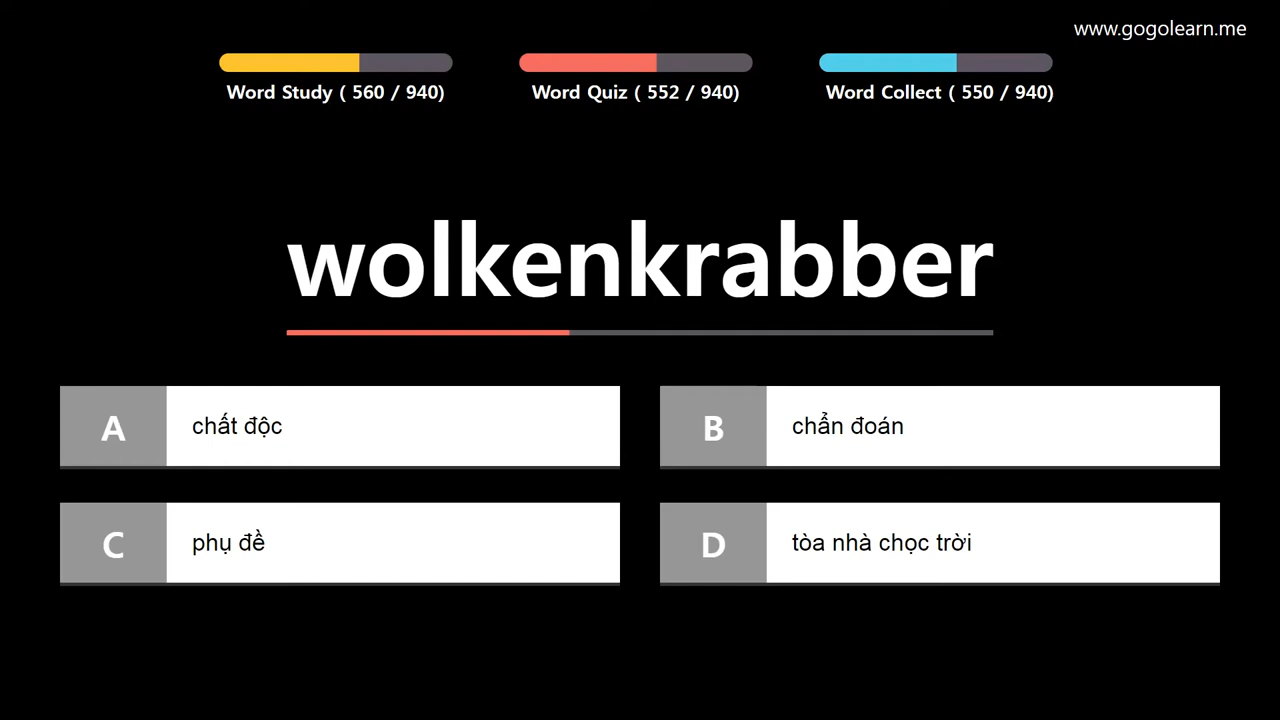 www.gogolearn.me
Word Study ( 560 / 940)
Word Quiz ( 552 / 940)
Word Collect ( 550 / 940)
wolkenkrabber
A chất độc
B chẩn đoán
C phụ đề
D tòa nhà chọc trời